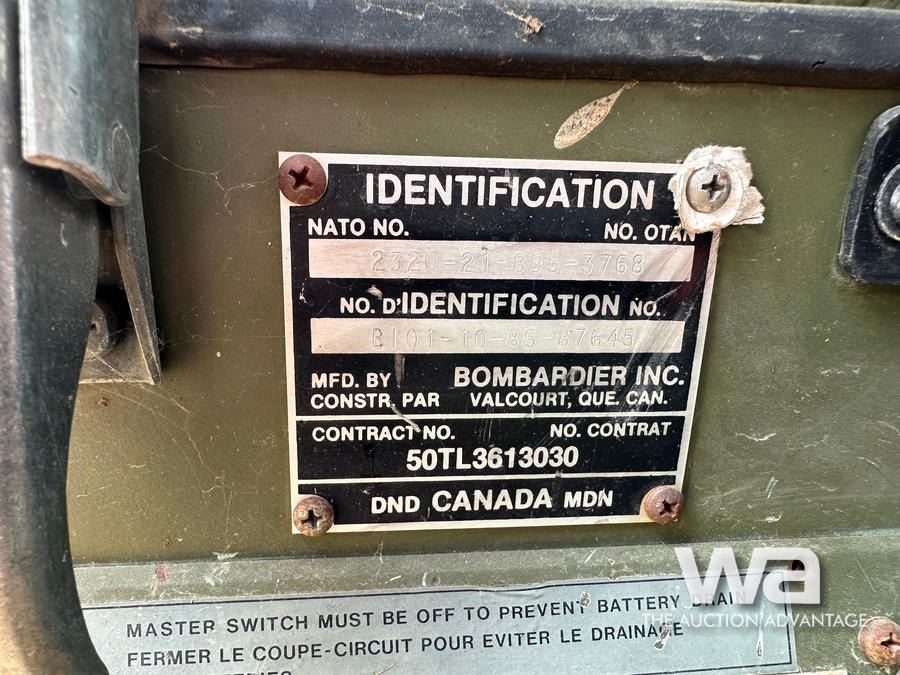 IDENTIFICATION
NATO NO. NO. OTAN
2320-21-895-3768
NO. D'IDENTIFICATION NO.
BI01-10-85-87645
MFD. BY BOMBARDIER INC.
CONSTR. PAR VALCOURT, QUE. CAN.
CONTRACT NO. NO. CONTRAT
50TL3613030
DND CANADA MDN
MASTER SWITCH MUST BE OFF TO PREVENT BATTERY DRAIN
FERMER LE COUPE-CIRCUIT POUR EVITER LE DRAINAGE
wa
THE AUCTION ADVANTAGE